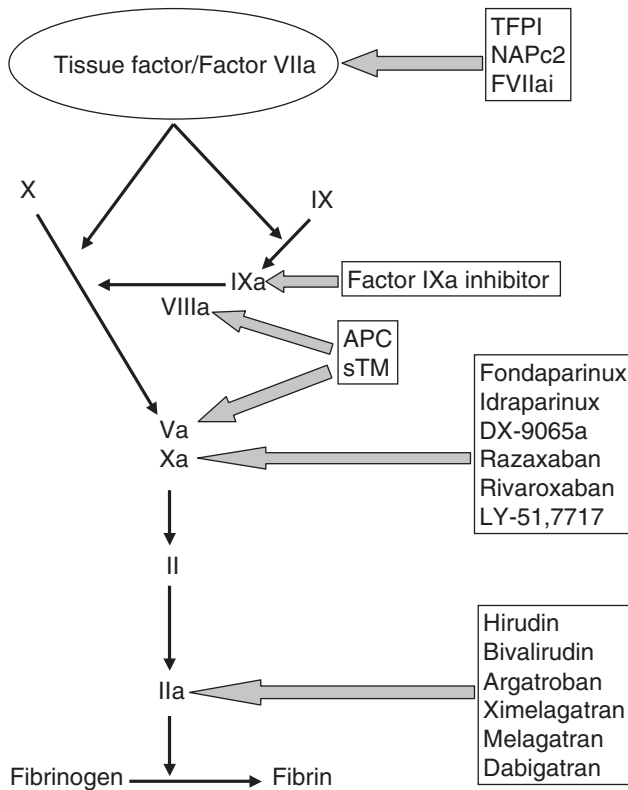 Tissue factor/Factor VIIa
TFPI
NAPc2
FVIIai
X
IX
IXa
VIIIa
Factor IXa inhibitor
APC
sTM
Va
Xa
Fondaparinux
Idraparinux
DX-9065a
Razaxaban
Rivaroxaban
LY-51,7717
II
IIa
Hirudin
Bivalirudin
Argatroban
Ximelagatran
Melagatran
Dabigatran
Fibrinogen
Fibrin